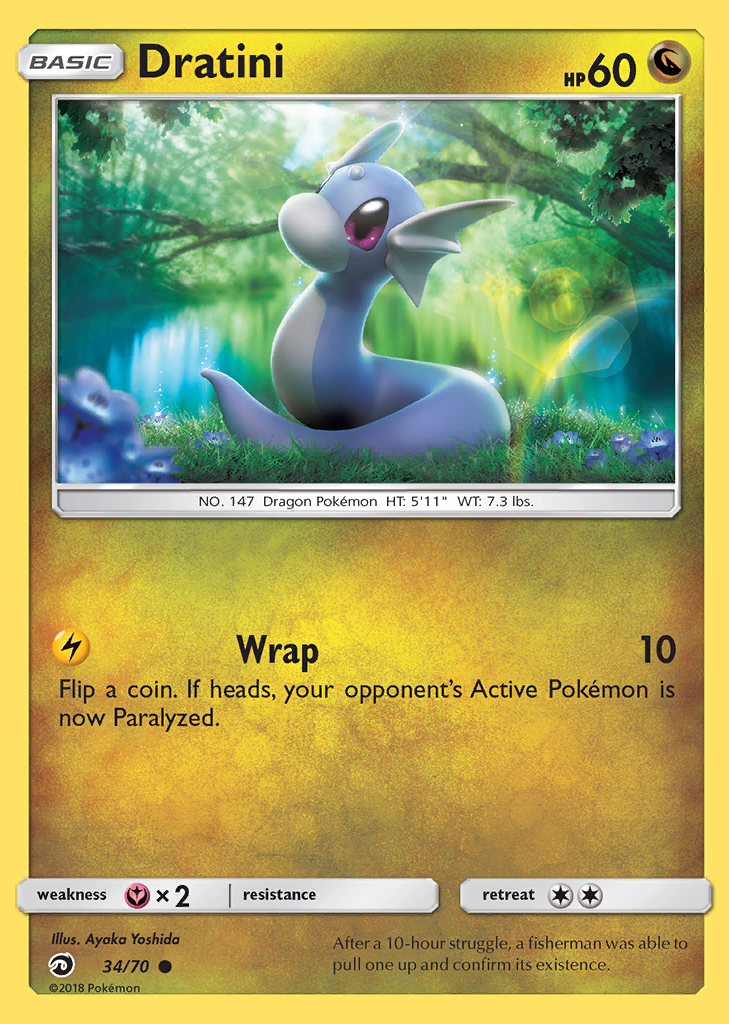 BASIC Dratini HP60
NO. 147 Dragon Pokémon HT: 5'11" WT: 7.3 lbs.
Wrap 10
Flip a coin. If heads, your opponent's Active Pokémon is
now Paralyzed.
weakness × 2 resistance retreat
Illus. Ayaka Yoshida
34/70
©2018 Pokémon
After a 10-hour struggle, a fisherman was able to
pull one up and confirm its existence.